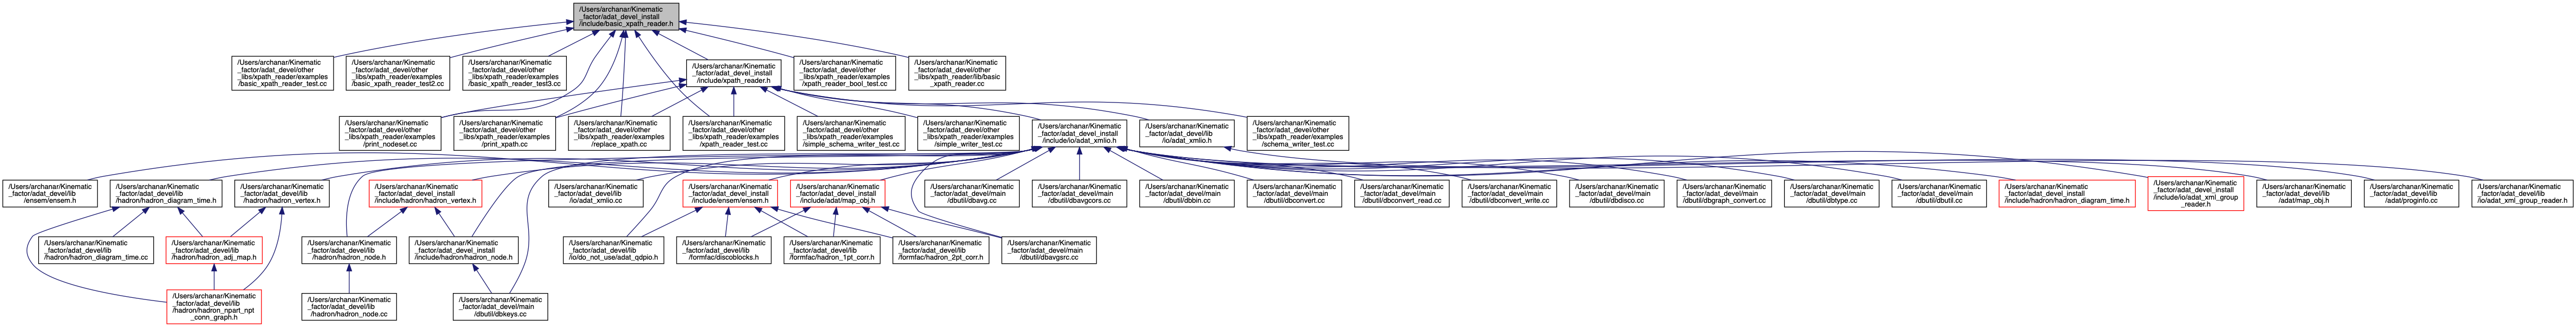 /Users/archanar/Kinematic
_factor/adat_devel_install
/include/basic_xpath_reader.h
/Users/archanar/Kinematic
_factor/adat_devel/other
_libs/xpath_reader/examples
/basic_xpath_reader_test.cc
/Users/archanar/Kinematic
_factor/adat_devel/other
_libs/xpath_reader/examples
/basic_xpath_reader_test2.cc
/Users/archanar/Kinematic
_factor/adat_devel/other
_libs/xpath_reader/examples
/basic_xpath_reader_test3.cc
/Users/archanar/Kinematic
_factor/adat_devel_install
/include/xpath_reader.h
/Users/archanar/Kinematic
_factor/adat_devel/other
_libs/xpath_reader/examples
/xpath_reader_bool_test.cc
/Users/archanar/Kinematic
_factor/adat_devel/other
_libs/xpath_reader/lib/basic
_xpath_reader.cc
/Users/archanar/Kinematic
_factor/adat_devel/other
_libs/xpath_reader/examples
/print_nodeset.cc
/Users/archanar/Kinematic
_factor/adat_devel/other
_libs/xpath_reader/examples
/print_xpath.cc
/Users/archanar/Kinematic
_factor/adat_devel/other
_libs/xpath_reader/examples
/replace_xpath.cc
/Users/archanar/Kinematic
_factor/adat_devel/other
_libs/xpath_reader/examples
/xpath_reader_test.cc
/Users/archanar/Kinematic
_factor/adat_devel/other
_libs/xpath_reader/examples
/simple_schema_writer_test.cc
/Users/archanar/Kinematic
_factor/adat_devel/other
_libs/xpath_reader/examples
/simple_writer_test.cc
/Users/archanar/Kinematic
_factor/adat_devel_install
/include/io/adat_xmlio.h
/Users/archanar/Kinematic
_factor/adat_devel/lib
/io/adat_xmlio.h
/Users/archanar/Kinematic
_factor/adat_devel/other
_libs/xpath_reader/examples
/schema_writer_test.cc
/Users/archanar/Kinematic
_factor/adat_devel/lib
/ensem/ensem.h
/Users/archanar/Kinematic
_factor/adat_devel/lib
/hadron/hadron_diagram_time.h
/Users/archanar/Kinematic
_factor/adat_devel/lib
/hadron/hadron_vertex.h
/Users/archanar/Kinematic
_factor/adat_devel_install
/include/hadron/hadron_vertex.h
/Users/archanar/Kinematic
_factor/adat_devel/lib
/io/adat_xmlio.cc
/Users/archanar/Kinematic
_factor/adat_devel_install
/include/ensem/ensem.h
/Users/archanar/Kinematic
_factor/adat_devel_install
/include/adat/map_obj.h
/Users/archanar/Kinematic
_factor/adat_devel/main
/dbutil/dbavg.cc
/Users/archanar/Kinematic
_factor/adat_devel/main
/dbutil/dbavgcors.cc
/Users/archanar/Kinematic
_factor/adat_devel/main
/dbutil/dbbin.cc
/Users/archanar/Kinematic
_factor/adat_devel/main
/dbutil/dbconvert.cc
/Users/archanar/Kinematic
_factor/adat_devel/main
/dbutil/dbconvert_read.cc
/Users/archanar/Kinematic
_factor/adat_devel/main
/dbutil/dbconvert_write.cc
/Users/archanar/Kinematic
_factor/adat_devel/main
/dbutil/dbdisco.cc
/Users/archanar/Kinematic
_factor/adat_devel/main
/dbutil/dbgraph_convert.cc
/Users/archanar/Kinematic
_factor/adat_devel/main
/dbutil/dbtype.cc
/Users/archanar/Kinematic
_factor/adat_devel/main
/dbutil/dbutil.cc
/Users/archanar/Kinematic
_factor/adat_devel_install
/include/hadron/hadron_diagram_time.h
/Users/archanar/Kinematic
_factor/adat_devel_install
/include/io/adat_xml_group
_reader.h
/Users/archanar/Kinematic
_factor/adat_devel/lib
/adat/map_obj.h
/Users/archanar/Kinematic
_factor/adat_devel/lib
/adat/proginfo.cc
/Users/archanar/Kinematic
_factor/adat_devel/lib
/io/adat_xml_group_reader.h
/Users/archanar/Kinematic
_factor/adat_devel/lib
/hadron/hadron_diagram_time.cc
/Users/archanar/Kinematic
_factor/adat_devel/lib
/hadron/hadron_adj_map.h
/Users/archanar/Kinematic
_factor/adat_devel/lib
/hadron/hadron_node.h
/Users/archanar/Kinematic
_factor/adat_devel_install
/include/hadron/hadron_node.h
/Users/archanar/Kinematic
_factor/adat_devel/lib
/io/do_not_use/adat_qdpio.h
/Users/archanar/Kinematic
_factor/adat_devel/lib
/formfac/discoblocks.h
/Users/archanar/Kinematic
_factor/adat_devel/lib
/formfac/hadron_1pt_corr.h
/Users/archanar/Kinematic
_factor/adat_devel/lib
/formfac/hadron_2pt_corr.h
/Users/archanar/Kinematic
_factor/adat_devel/main
/dbutil/dbavgsrc.cc
/Users/archanar/Kinematic
_factor/adat_devel/lib
/hadron/hadron_npart_npt
_conn_graph.h
/Users/archanar/Kinematic
_factor/adat_devel/lib
/hadron/hadron_node.cc
/Users/archanar/Kinematic
_factor/adat_devel/main
/dbutil/dbkeys.cc